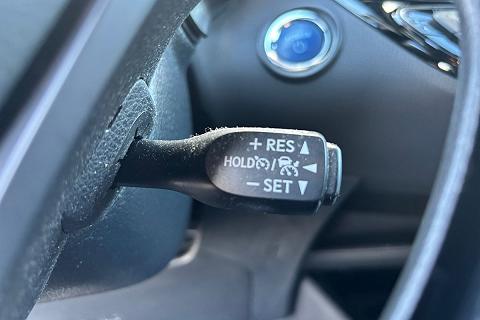 + RES ▲
HOLD / ◀
− SET ▼